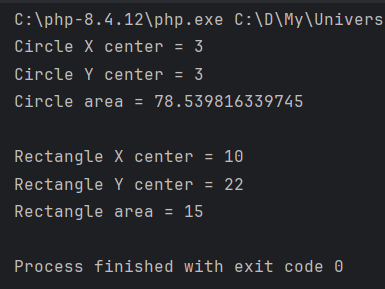 C:\php-8.4.12\php.exe C:\D\My\Univers
Circle X center = 3
Circle Y center = 3
Circle area = 78.539816339745
Rectangle X center = 10
Rectangle Y center = 22
Rectangle area = 15
Process finished with exit code 0